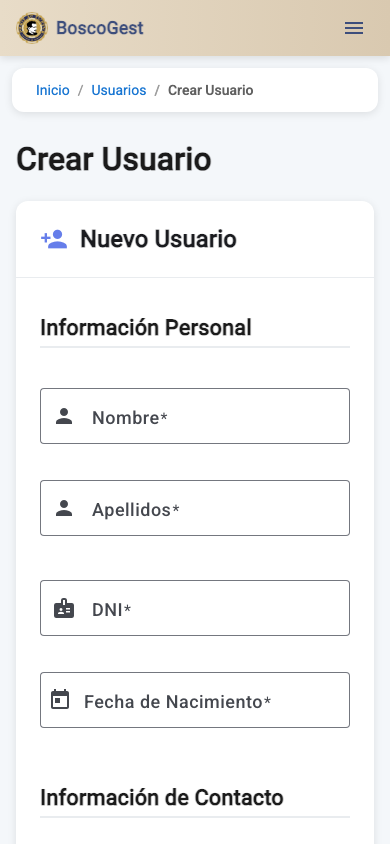 BoscoGest
Inicio / Usuarios / Crear Usuario
Crear Usuario
Nuevo Usuario
Información Personal
Nombre*
Apellidos*
DNI*
Fecha de Nacimiento*
Información de Contacto